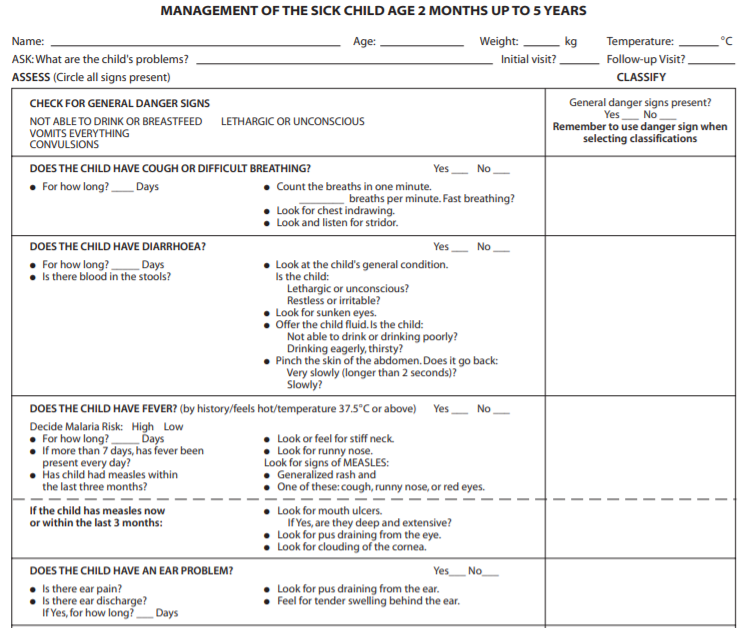 MANAGEMENT OF THE SICK CHILD AGE 2 MONTHS UP TO 5 YEARS
Name: ____ Age: ____ Weight: ____ kg Temperature: ____ °C
ASK: What are the child's problems? ____ Initial visit? ____ Follow-up Visit? ____
ASSESS (Circle all signs present) CLASSIFY
CHECK FOR GENERAL DANGER SIGNS
NOT ABLE TO DRINK OR BREASTFEED LETHARGIC OR UNCONSCIOUS
VOMITS EVERYTHING
CONVULSIONS
General danger signs present?
Yes ___ No ___
Remember to use danger sign when
selecting classifications
DOES THE CHILD HAVE COUGH OR DIFFICULT BREATHING? Yes ___ No ___
• For how long? ____ Days
• Count the breaths in one minute.
____ breaths per minute. Fast breathing?
• Look for chest indrawing.
• Look and listen for stridor.
DOES THE CHILD HAVE DIARRHOEA? Yes ___ No ___
• For how long? ____ Days
• Is there blood in the stools?
• Look at the child's general condition.
Is the child:
Lethargic or unconscious?
Restless or irritable?
• Look for sunken eyes.
• Offer the child fluid. Is the child:
Not able to drink or drinking poorly?
Drinking eagerly, thirsty?
• Pinch the skin of the abdomen. Does it go back:
Very slowly (longer than 2 seconds)?
Slowly?
DOES THE CHILD HAVE FEVER? (by history/feels hot/temperature 37.5°C or above) Yes ___ No ___
Decide Malaria Risk: High Low
• For how long? ____ Days
• If more than 7 days, has fever been
present every day?
• Has child had measles within
the last three months?
• Look or feel for stiff neck.
• Look for runny nose.
Look for signs of MEASLES:
• Generalized rash and
• One of these: cough, runny nose, or red eyes.
If the child has measles now
or within the last 3 months:
• Look for mouth ulcers.
If Yes, are they deep and extensive?
• Look for pus draining from the eye.
• Look for clouding of the cornea.
DOES THE CHILD HAVE AN EAR PROBLEM? Yes___ No___
• Is there ear pain?
• Is there ear discharge?
If Yes, for how long? ___ Days
• Look for pus draining from the ear.
• Feel for tender swelling behind the ear.